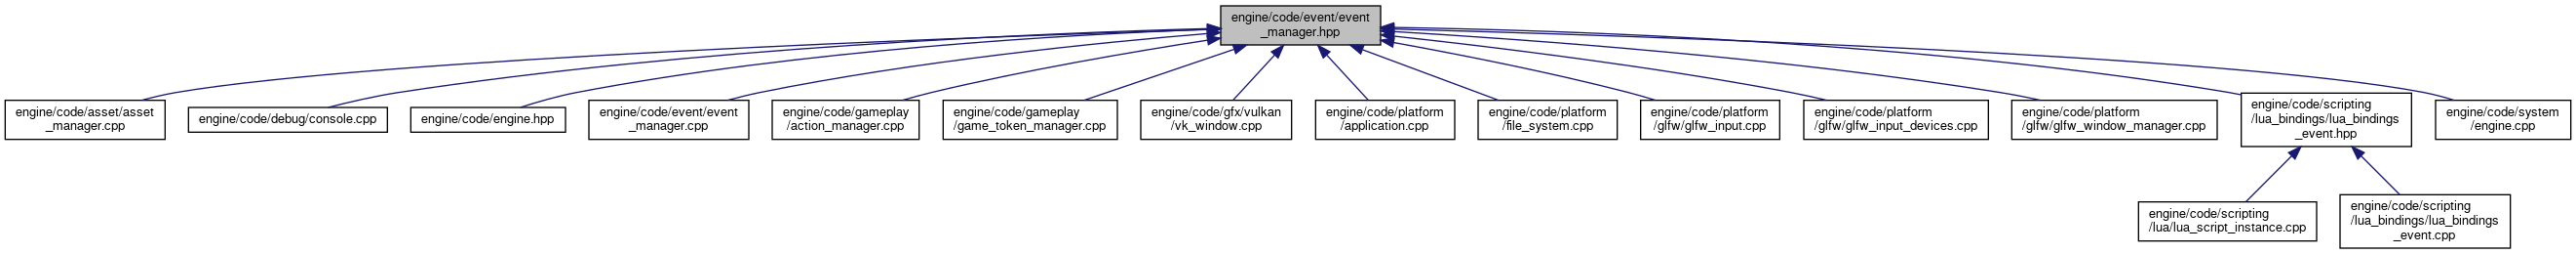 engine/code/event/event
_manager.hpp
engine/code/asset/asset
_manager.cpp
engine/code/debug/console.cpp
engine/code/engine.hpp
engine/code/event/event
_manager.cpp
engine/code/gameplay
/action_manager.cpp
engine/code/gameplay
/game_token_manager.cpp
engine/code/gfx/vulkan
/vk_window.cpp
engine/code/platform
/application.cpp
engine/code/platform
/file_system.cpp
engine/code/platform
/glfw/glfw_input.cpp
engine/code/platform
/glfw/glfw_input_devices.cpp
engine/code/platform
/glfw/glfw_window_manager.cpp
engine/code/scripting
/lua_bindings/lua_bindings
_event.hpp
engine/code/system
/engine.cpp
engine/code/scripting
/lua/lua_script_instance.cpp
engine/code/scripting
/lua_bindings/lua_bindings
_event.cpp